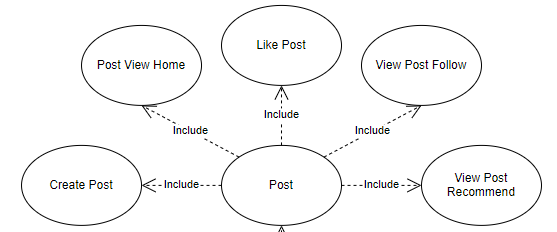 Like Post
Post View Home
View Post Follow
Include
Include
Include
Create Post
Include
Post
Include
View Post
Recommend